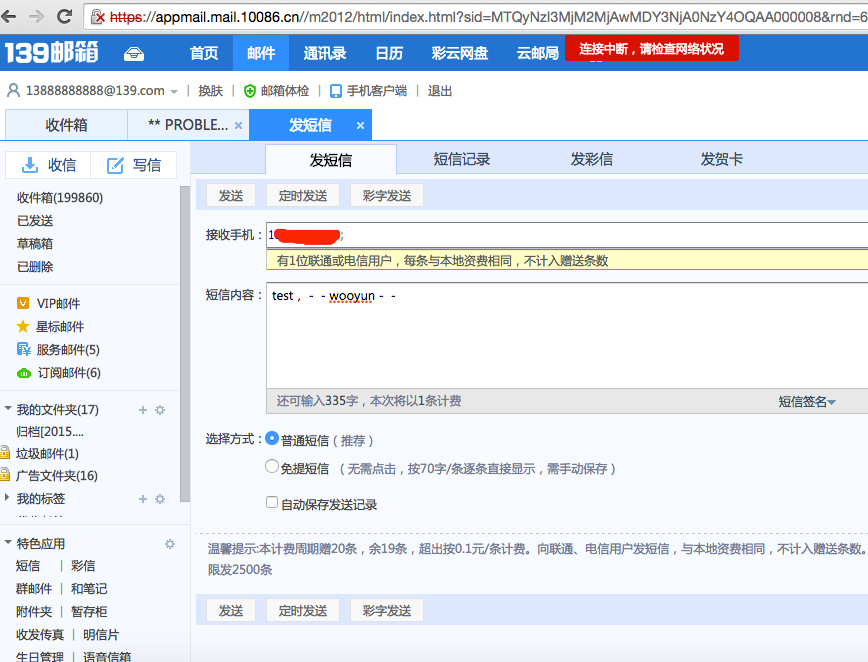 https://appmail.mail.10086.cn//m2012/html/index.html?sid=MTQyNzI3MjM2MjAwMDY3NjA0NzY4OQAA000008&rnd=6
139邮箱 首页 邮件 通讯录 日历 彩云网盘 云邮局 连接中断，请检查网络状况
13888888888@139.com | 换肤 | 邮箱体检 | 手机客户端 | 退出
收件箱 ** PROBLE... × 发短信 ×
收信 写信 发短信 短信记录 发彩信 发贺卡
收件箱(199860)
已发送
草稿箱
已删除
VIP邮件
星标邮件
服务邮件(5)
订阅邮件(6)
我的文件夹(17)
归档[2015....
垃圾邮件(1)
广告文件夹(16)
我的标签
特色应用
短信 | 彩信
群邮件 | 和笔记
附件夹 | 暂存柜
收发传真 | 明信片
生日管理 | 语音信箱
发送 定时发送 彩字发送
接收手机： 1 ;
有1位联通或电信用户，每条与本地资费相同，不计入赠送条数
短信内容： test， - - wooyun - -
还可输入335字，本次将以1条计费 短信签名
选择方式： 普通短信（推荐）
免提短信 （无需点击，按70字/条逐条直接显示，需手动保存）
自动保存发送记录
温馨提示:本计费周期赠20条，余19条，超出按0.1元/条计费。向联通、电信用户发短信，与本地资费相同，不计入赠送条数。
限发2500条
发送 定时发送 彩字发送